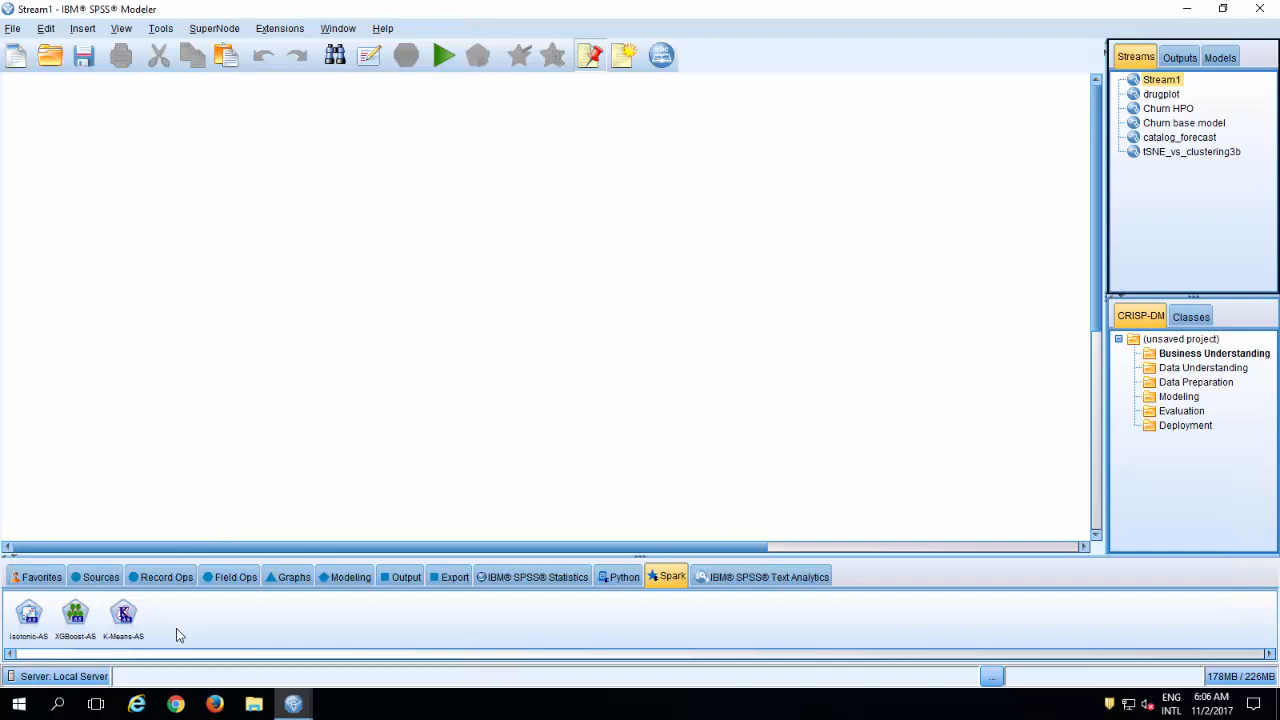 Stream1 - IBM® SPSS® Modeler
File Edit Insert View Tools SuperNode Extensions Window Help
abc
Streams Outputs Models
Stream1
drugplot
Churn HPO
Churn base model
catalog_forecast
tSNE_vs_clustering3b
CRISP-DM Classes
(unsaved project)
Business Understanding
Data Understanding
Data Preparation
Modeling
Evaluation
Deployment
Favorites Sources Record Ops Field Ops Graphs Modeling Output Export IBM® SPSS® Statistics Python Spark IBM® SPSS® Text Analytics
Isotonic-AS XGBoost-AS K-Means-AS
Server: Local Server ... 178MB / 226MB
ENG 6:06 AM
INTL 11/2/2017